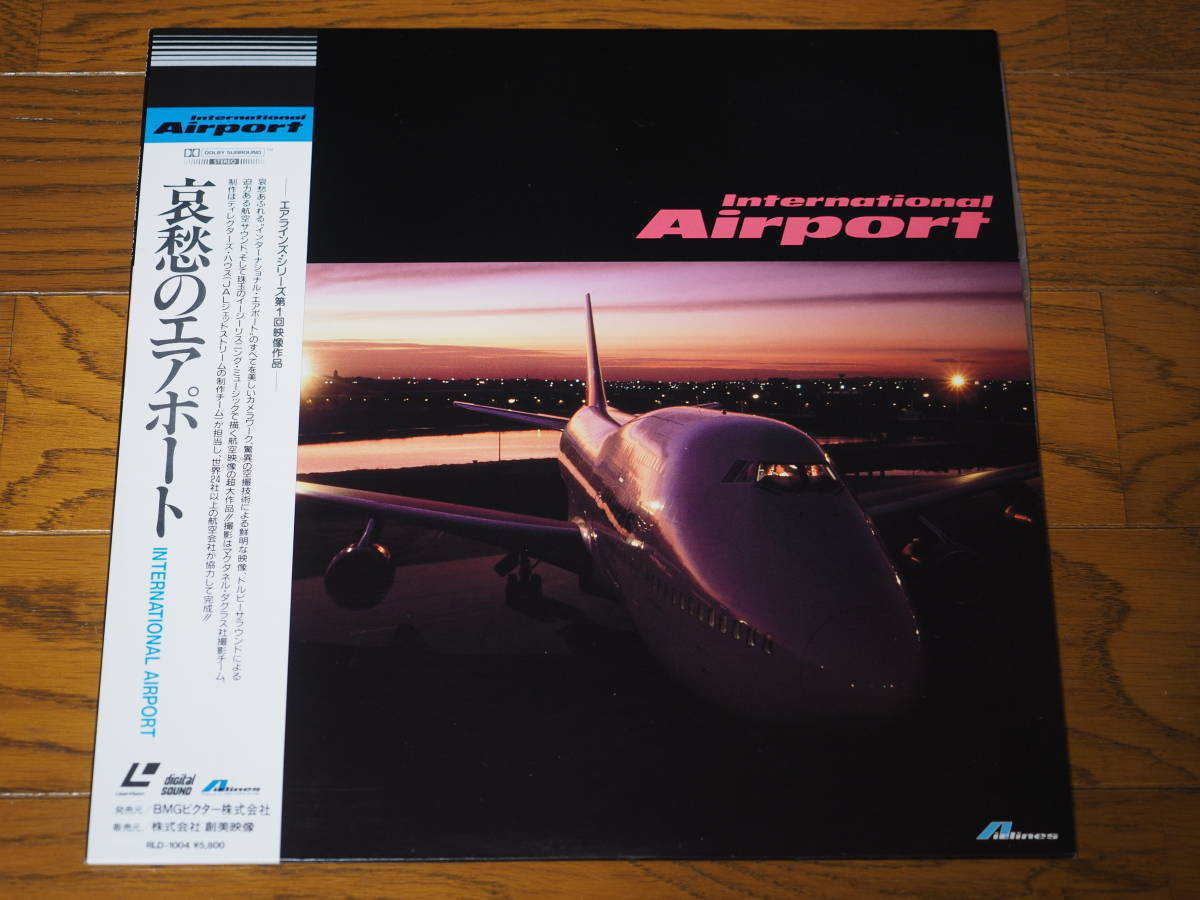 International
Airport
DOLBY SURROUND
STEREO
哀愁のエアポート
INTERNATIONAL AIRPORT
エアラインズ・シリーズ第1回映像作品
哀愁あふれる、“インターナショナル・エアポート”のすべてを美しいカメラワーク、驚異の空撮技術による鮮明な映像、ドルビーサラウンドによる
迫力ある航空サウンド、そして珠玉のイージーリスニング・ミュージックで描く航空映像の超大作品!!撮影はマクダネル・ダグラス社撮影チーム、
制作はディレクターズ・ハウス(JALジェットストリームの制作チーム)が担当し、世界24社以上の航空会社が協力して完成!!
LaserVision
digital
SOUND
Airlines
発売元/BMGビクター株式会社
販売元/株式会社 創美映像
RLD-1004 ¥5,800
International
Airport
Airlines